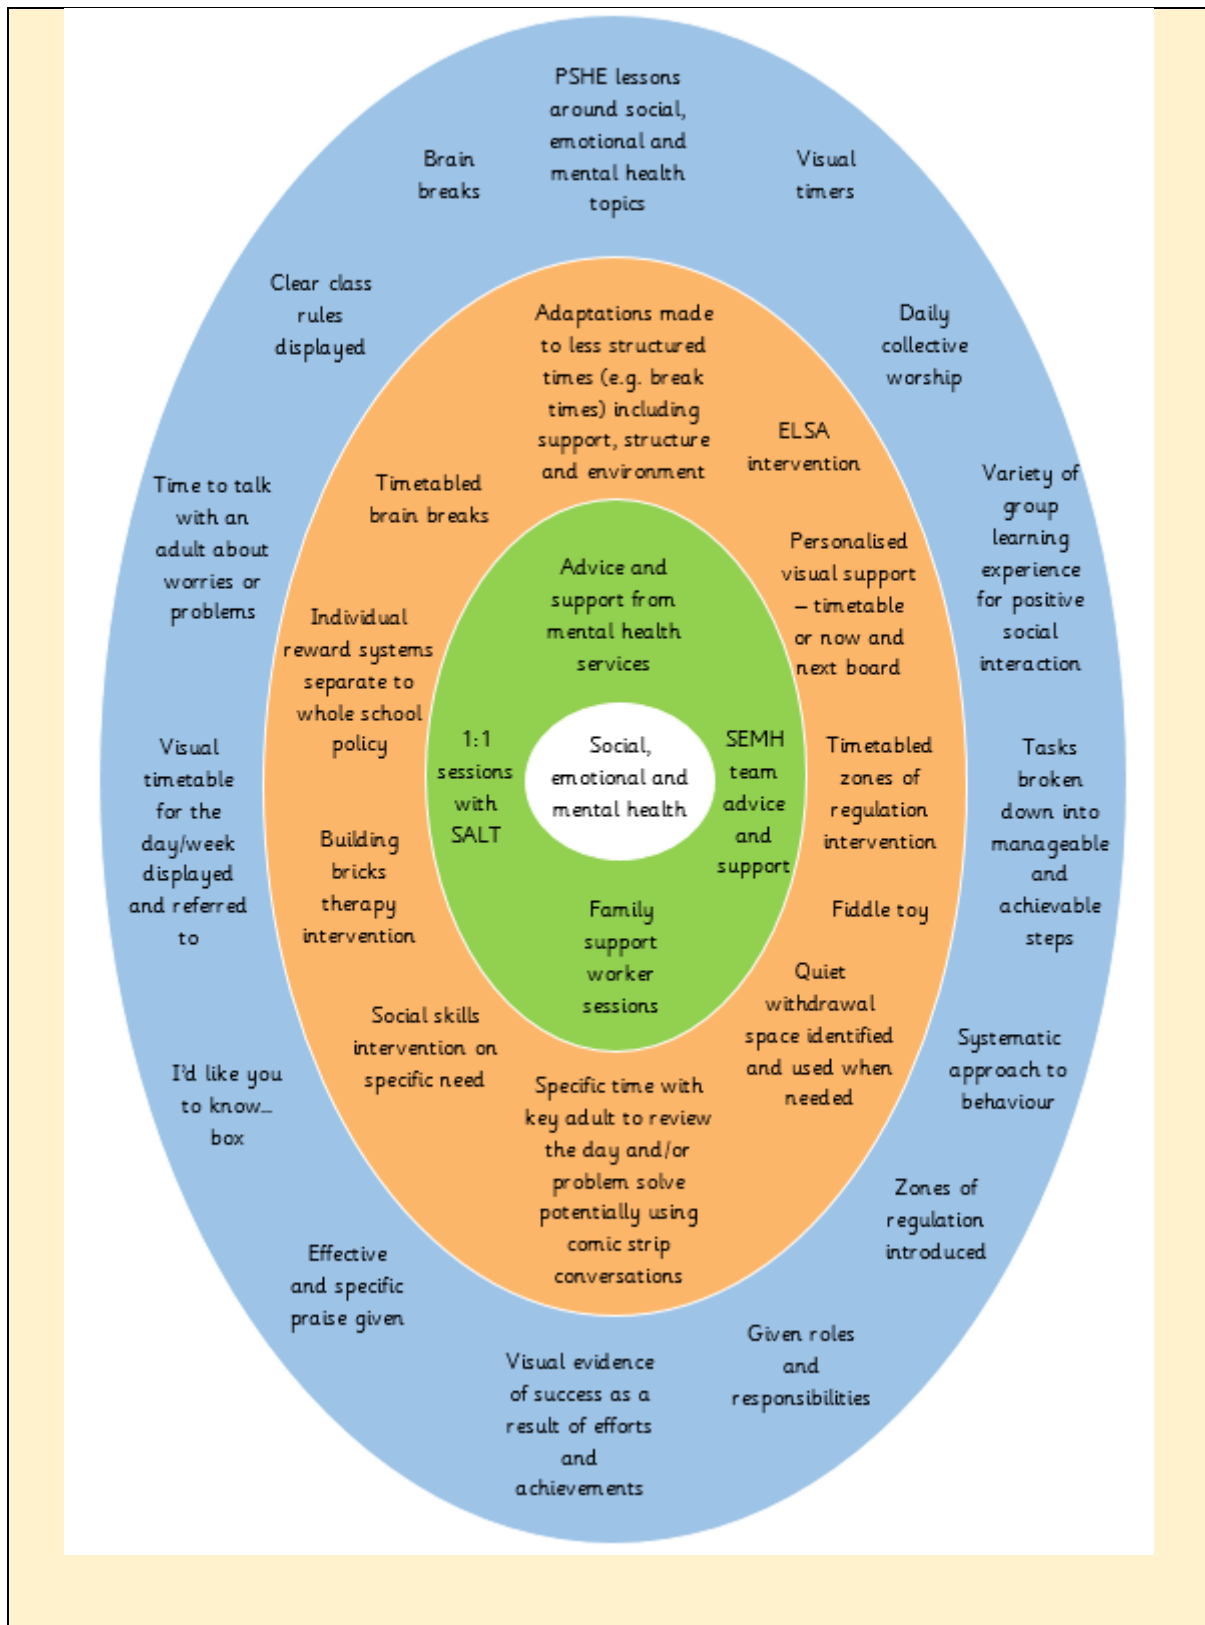 PSHE lessons
around social,
emotional and
mental health
topics
Brain
breaks
Visual
timers
Clear class
rules
displayed
Daily
collective
worship
Time to talk
with an
adult about
worries or
problems
Variety of
group
learning
experience
for positive
social
interaction
Visual
timetable
for the
day/week
displayed
and referred
to
Tasks
broken
down into
manageable
and
achievable
steps
I'd like you
to know...
box
Systematic
approach to
behaviour
Zones of
regulation
introduced
Effective
and specific
praise given
Given roles
and
responsibilities
Visual evidence
of success as a
result of efforts
and
achievements
Adaptations made
to less structured
times (e.g. break
times) including
support, structure
and environment
ELSA
intervention
Timetabled
brain breaks
Personalised
visual support
– timetable
or now and
next board
Individual
reward systems
separate to
whole school
policy
Timetabled
zones of
regulation
intervention
Building
bricks
therapy
intervention
Fiddle toy
Quiet
withdrawal
space identified
and used when
needed
Social skills
intervention on
specific need
Specific time with
key adult to review
the day and/or
problem solve
potentially using
comic strip
conversations
Advice and
support from
mental health
services
1:1
sessions
with
SALT
Social,
emotional and
mental health
SEMH
team
advice
and
support
Family
support
worker
sessions